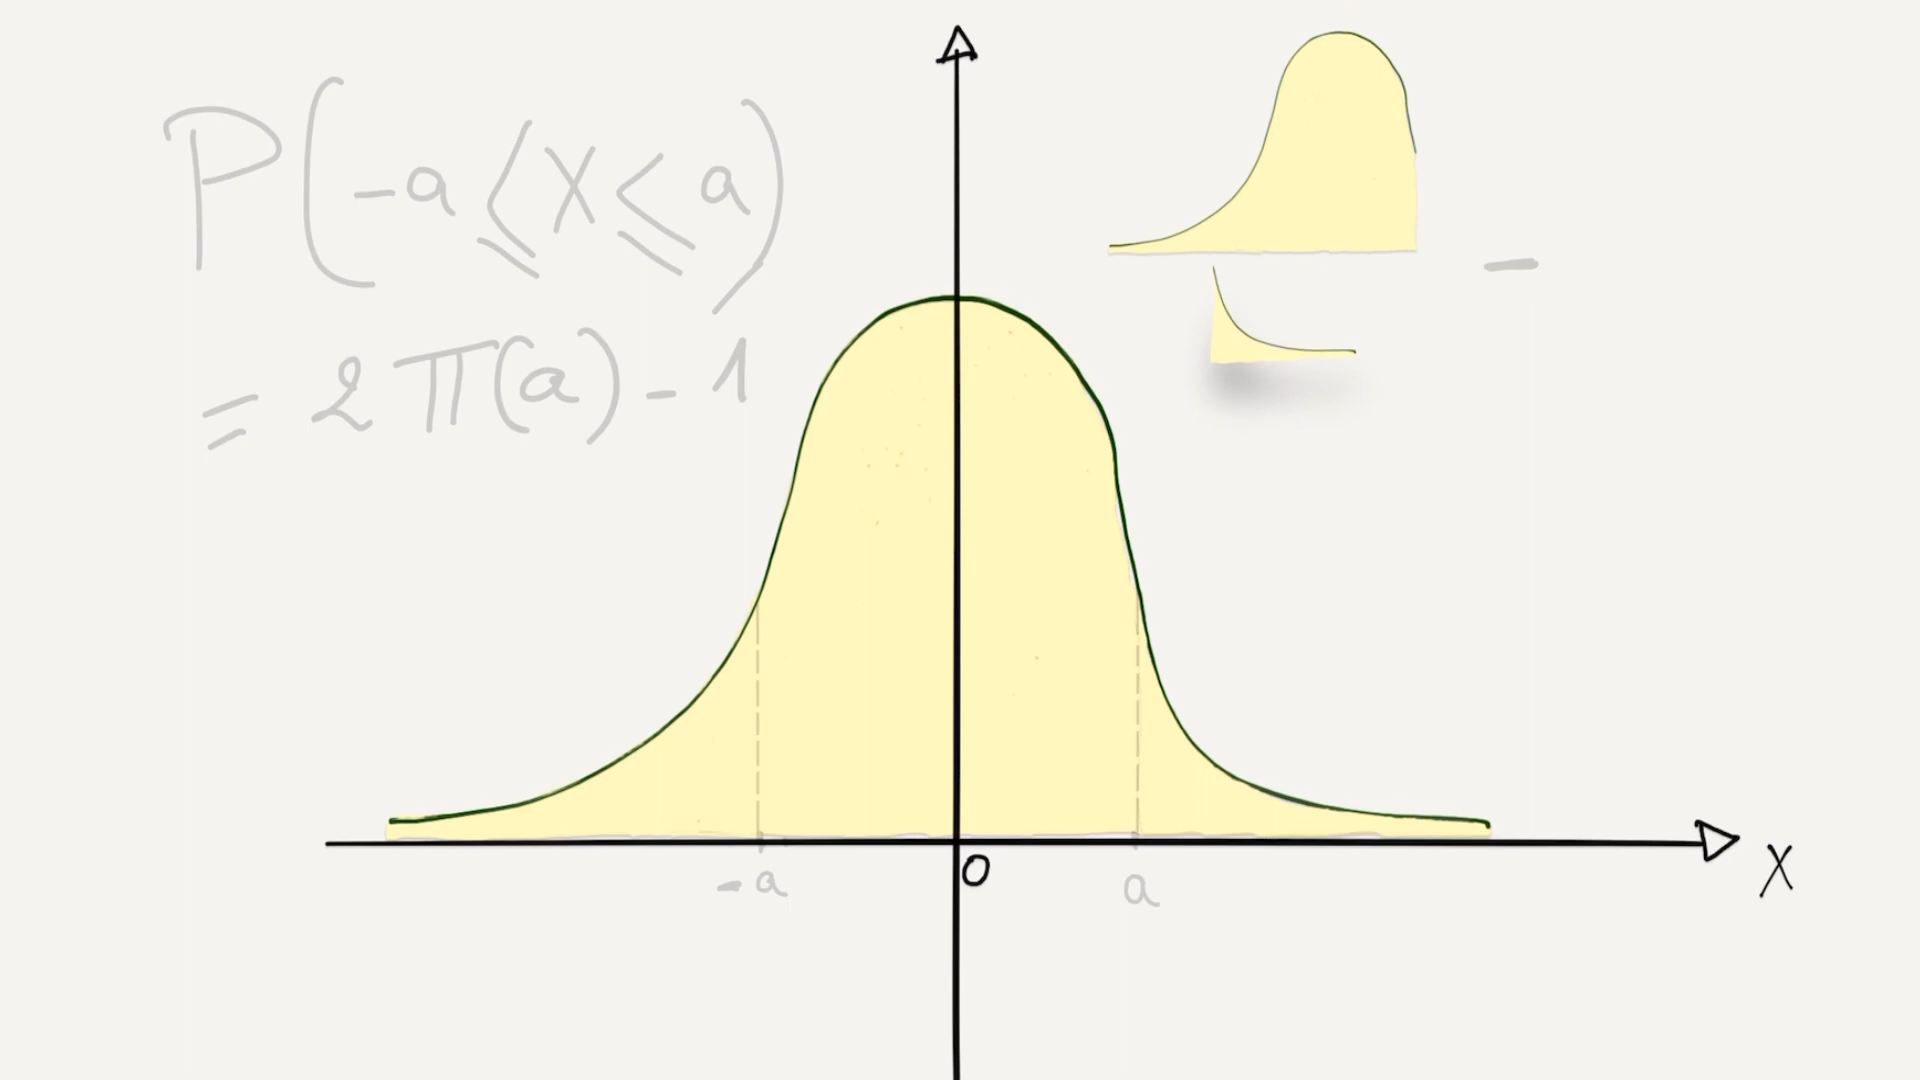 P(-a ≤ X ≤ a)
= 2π(a) - 1
-
-a 0 a X